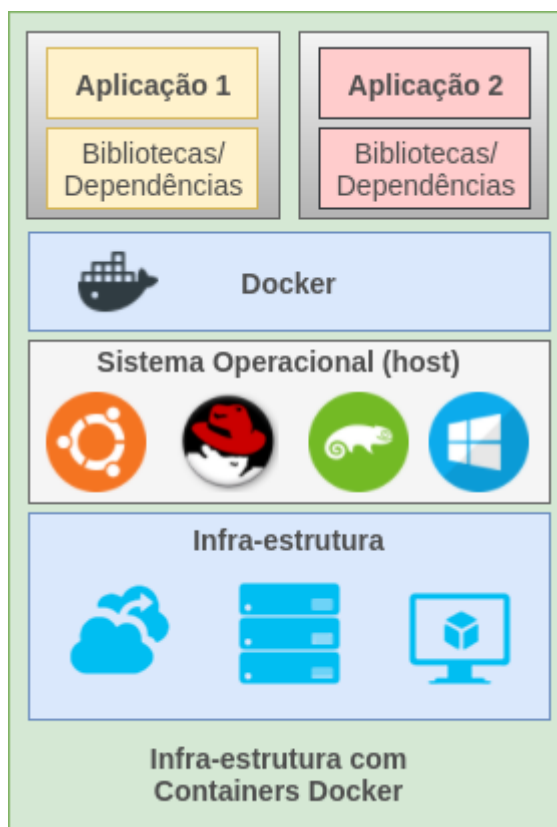 Aplicação 1
Aplicação 2
Bibliotecas/
Dependências
Bibliotecas/
Dependências
Docker
Sistema Operacional (host)
Infra-estrutura
Infra-estrutura com
Containers Docker